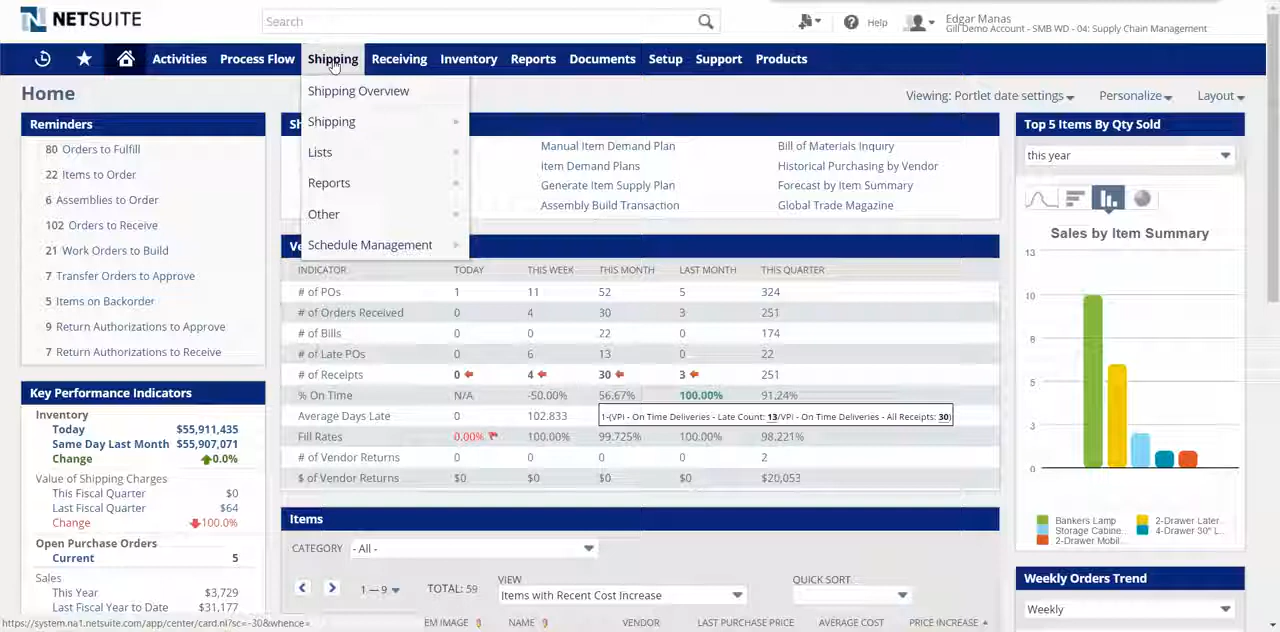 NETSUITE
Search
Help
Edgar Manas
Gill Demo Account - SMB WD - 04: Supply Chain Management
Activities Process Flow Shipping Receiving Inventory Reports Documents Setup Support Products
Home
Viewing: Portlet date settings Personalize Layout
Reminders
80 Orders to Fulfill
22 Items to Order
6 Assemblies to Order
102 Orders to Receive
21 Work Orders to Build
7 Transfer Orders to Approve
5 Items on Backorder
9 Return Authorizations to Approve
7 Return Authorizations to Receive
Key Performance Indicators
Inventory
Today $55,911,435
Same Day Last Month $55,907,071
Change 0.0%
Value of Shipping Charges
This Fiscal Quarter $0
Last Fiscal Quarter $64
Change 100.0%
Open Purchase Orders
Current 5
Sales
This Year $3,729
Last Fiscal Year to Date $31,177
Shipping Overview
Shipping
Lists
Reports
Other
Schedule Management
Sh
Manual Item Demand Plan Bill of Materials Inquiry
Item Demand Plans Historical Purchasing by Vendor
Generate Item Supply Plan Forecast by Item Summary
Assembly Build Transaction Global Trade Magazine
Ve
INDICATOR TODAY THIS WEEK THIS MONTH LAST MONTH THIS QUARTER
# of POs 1 11 52 5 324
# of Orders Received 0 4 30 3 251
# of Bills 0 0 22 0 174
# of Late POs 0 6 13 0 22
# of Receipts 0 4 30 3 251
% On Time N/A -50.00% 56.67% 100.00% 91.24%
Average Days Late 0 102.833
1-(VPI - On Time Deliveries - Late Count: 13/VPI - On Time Deliveries - All Receipts: 30)
Fill Rates 0.00% 100.00% 99.725% 100.00% 98.221%
# of Vendor Returns 0 0 0 0 2
$ of Vendor Returns $0 $0 $0 $0 $20,053
Items
CATEGORY - All -
1 — 9 TOTAL: 59
VIEW
Items with Recent Cost Increase
QUICK SORT
EM IMAGE NAME VENDOR LAST PURCHASE PRICE AVERAGE COST PRICE INCREASE
Top 5 Items By Qty Sold
this year
Sales by Item Summary
13
10
8
5
3
0
Bankers Lamp 2-Drawer Later...
Storage Cabine... 4-Drawer 30" L...
2-Drawer Mobil...
Weekly Orders Trend
Weekly
https://system.na1.netsuite.com/app/center/card.nl?sc=-30&whence=